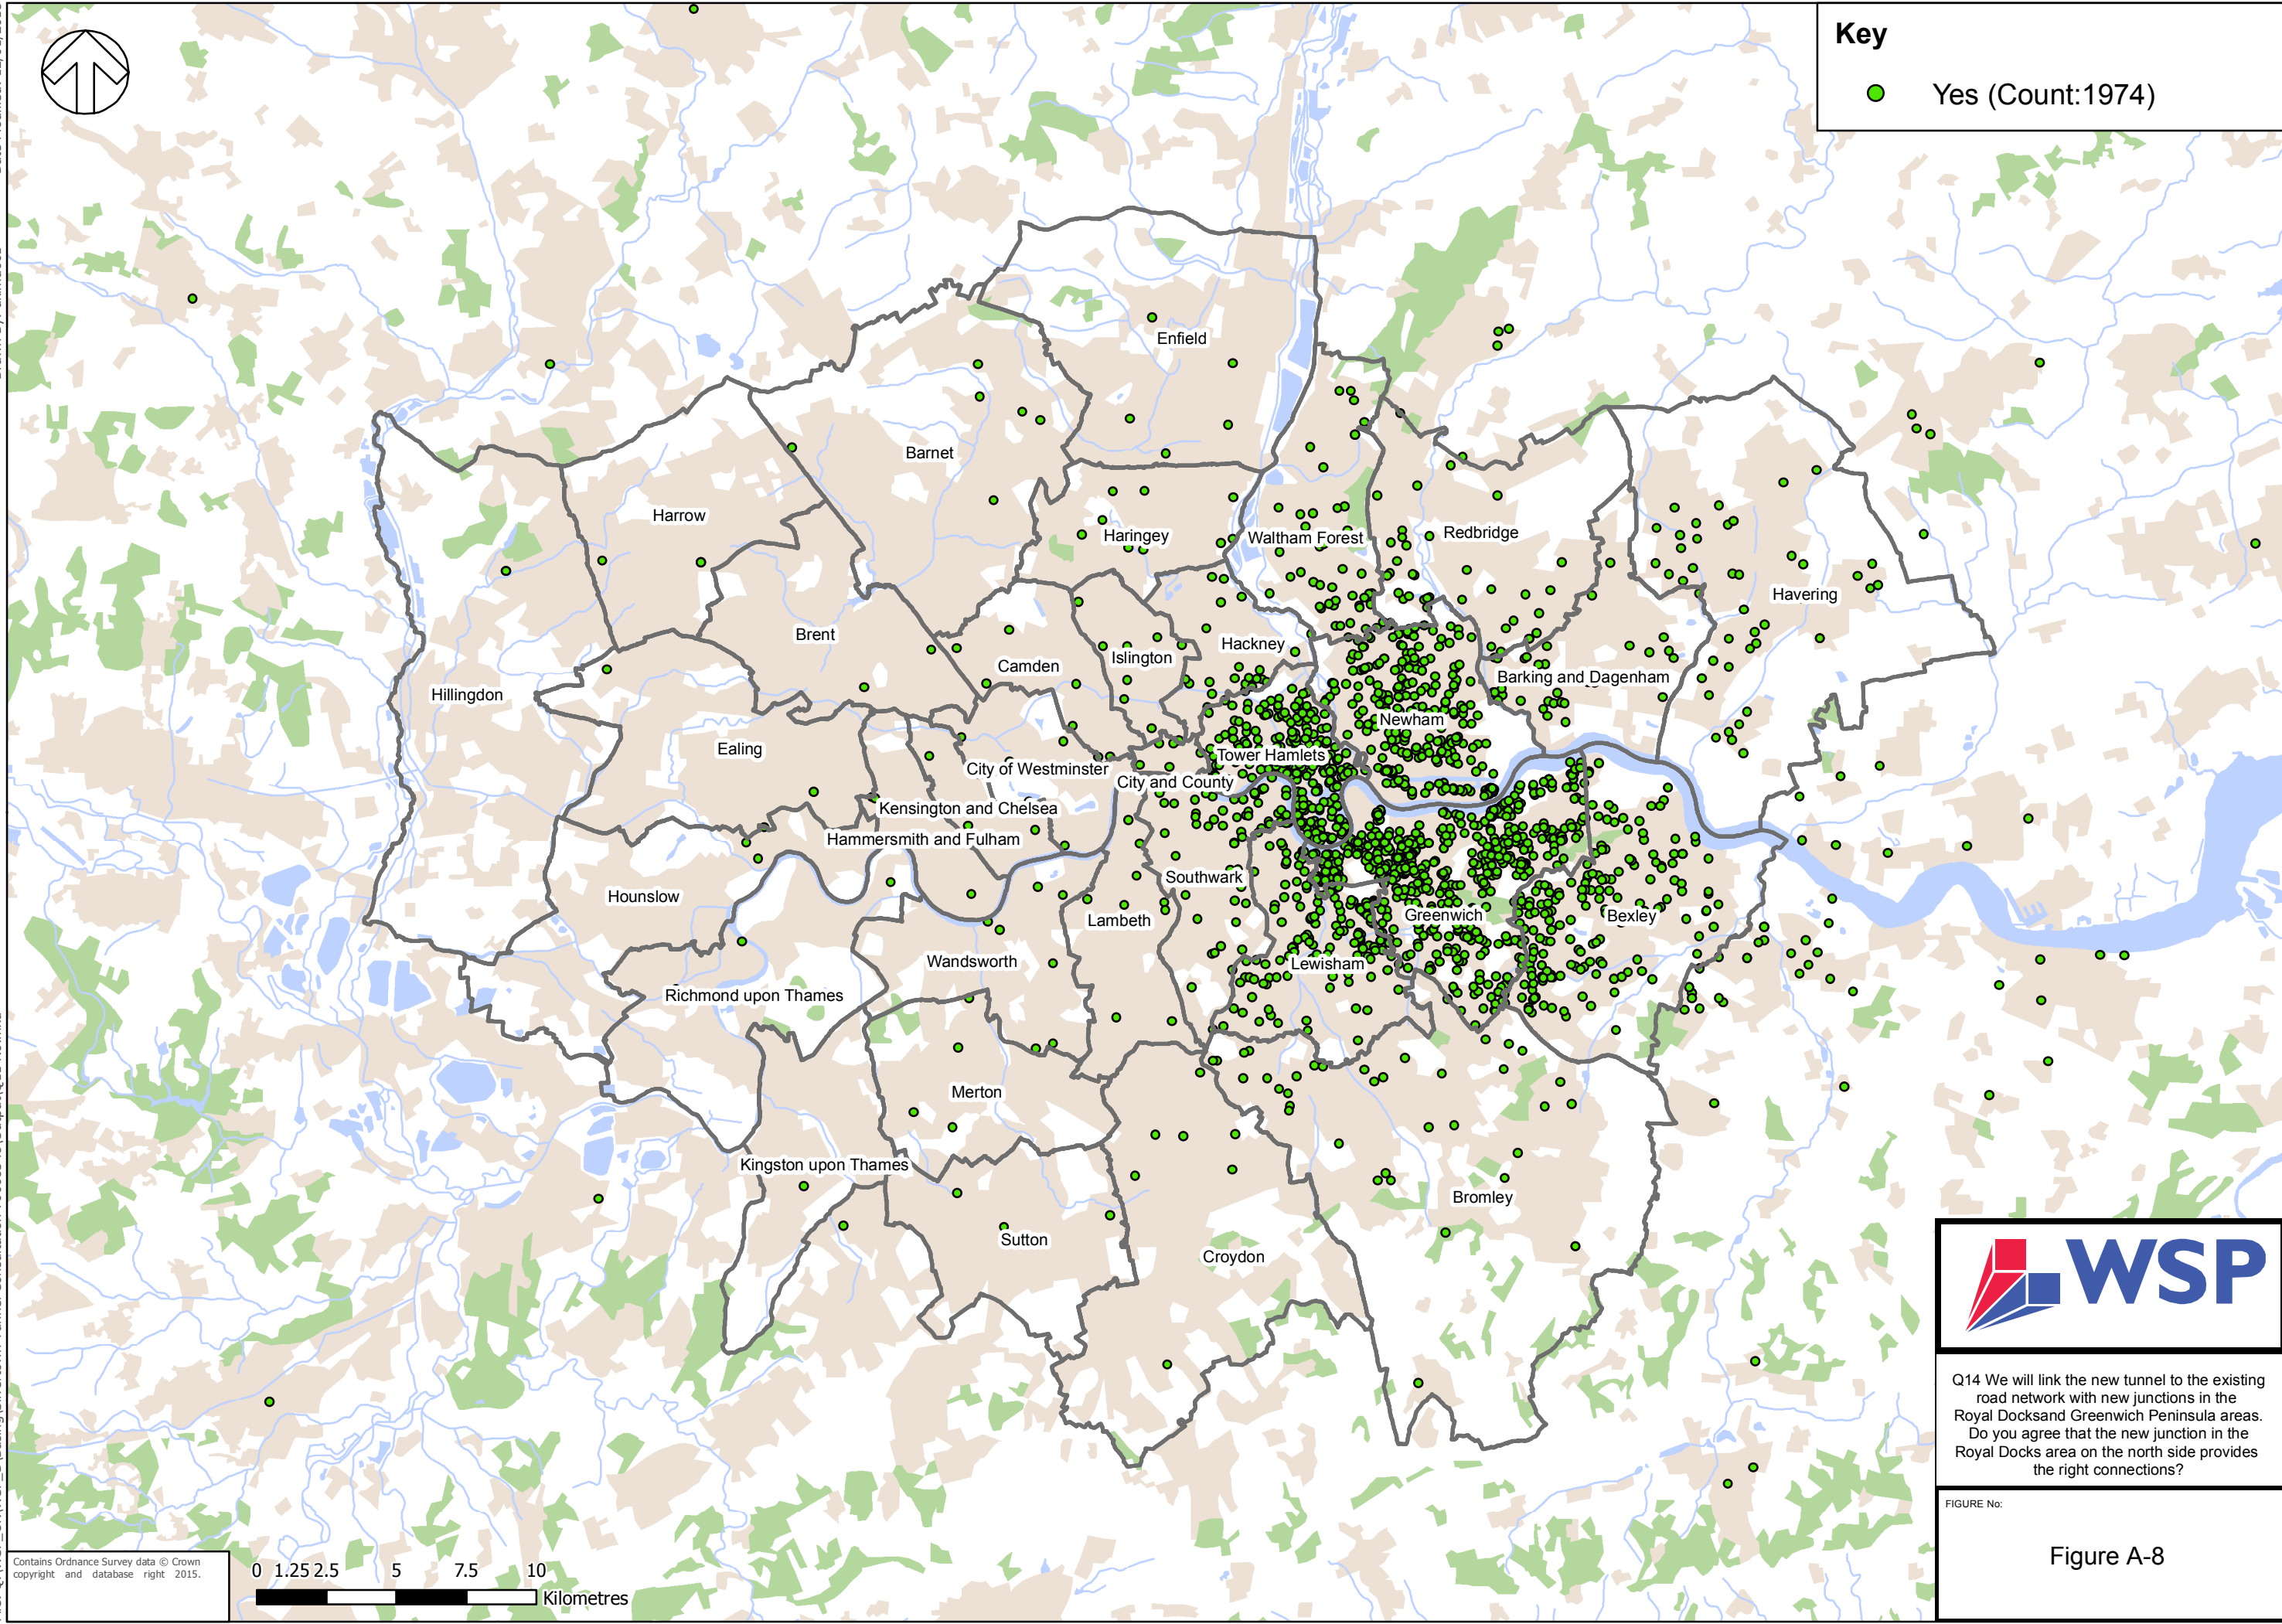 Key
Yes (Count:1974)
Enfield
Barnet
Harrow
Haringey
Waltham Forest
Redbridge
Havering
Brent
Hackney
Islington
Camden
Barking and Dagenham
Hillingdon
Newham
Ealing
Tower Hamlets
City of Westminster
City and County
Kensington and Chelsea
Hammersmith and Fulham
Southwark
Hounslow
Lambeth
Greenwich
Bexley
Wandsworth
Lewisham
Richmond upon Thames
Merton
Kingston upon Thames
Bromley
Sutton
Croydon
WSP
Q14 We will link the new tunnel to the existing
road network with new junctions in the
Royal Docksand Greenwich Peninsula areas.
Do you agree that the new junction in the
Royal Docks area on the north side provides
the right connections?
FIGURE No:
Figure A-8
Contains Ordnance Survey data © Crown
copyright and database right 2015.
0 1.25 2.5 5 7.5 10
Kilometres